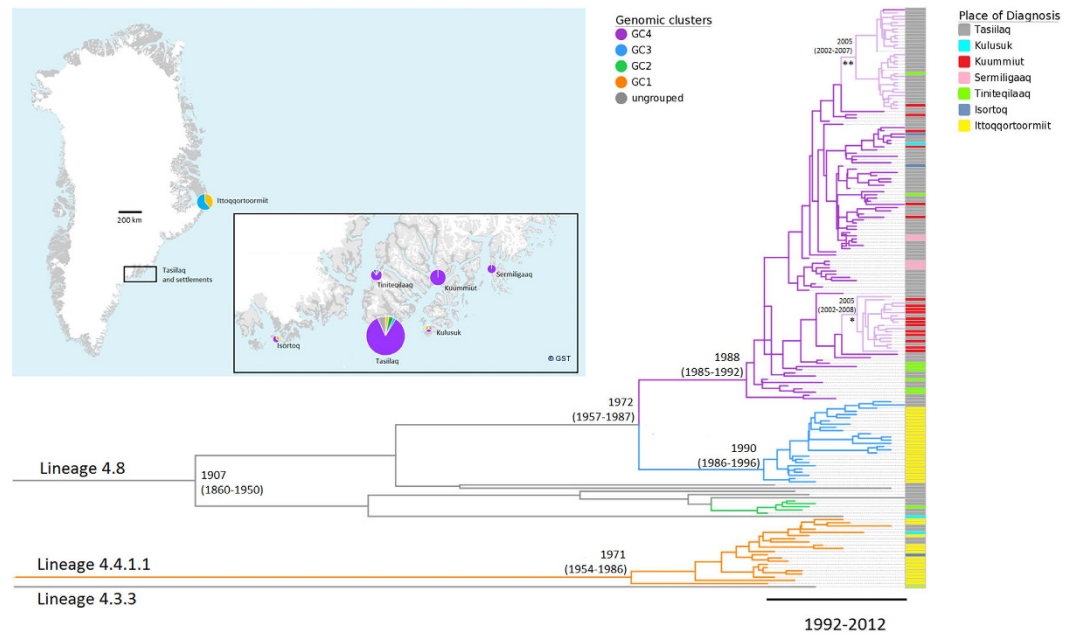 Ittoqqortoormiit
200 km
Tasiilaq
and settlements
Tiniteqilaaq
Kuummiut
Sermiligaaq
Kulusuk
Isortoq
Tasiilaq
© GST
Genomic clusters
GC4
GC3
GC2
GC1
ungrouped
Place of Diagnosis
Tasiilaq
Kulusuk
Kuummiut
Sermiligaaq
Tiniteqilaaq
Isortoq
Ittoqqortoormiit
2005
(2002-2007)
**
2005
(2002-2008)
*
1988
(1985-1992)
1972
(1957-1987)
1990
(1986-1996)
Lineage 4.8
1907
(1860-1950)
Lineage 4.4.1.1
1971
(1954-1986)
Lineage 4.3.3
1992-2012